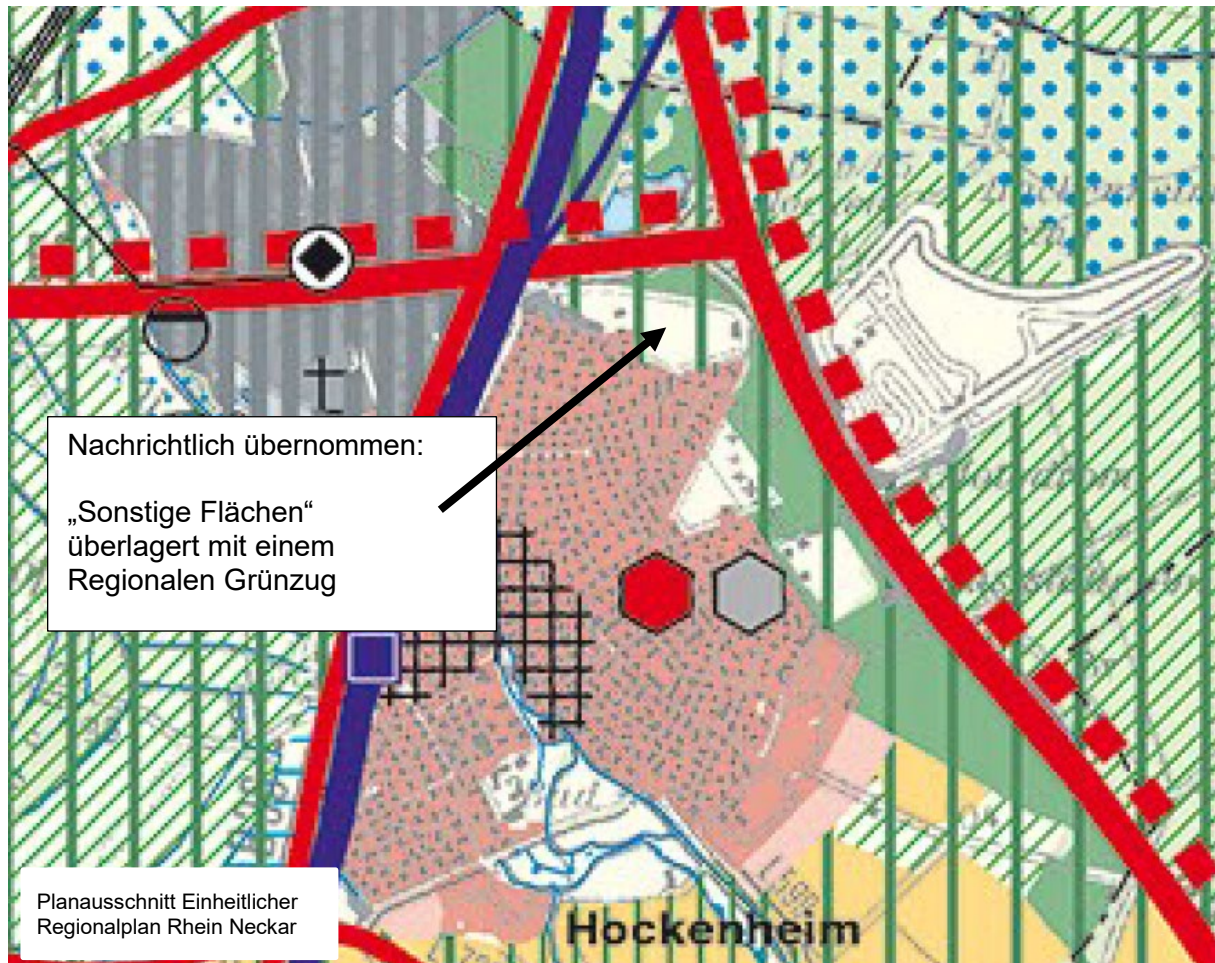 Nachrichtlich übernommen:
„Sonstige Flächen“
überlagert mit einem
Regionalen Grünzug
Planausschnitt Einheitlicher
Regionalplan Rhein Neckar
Hockenheim